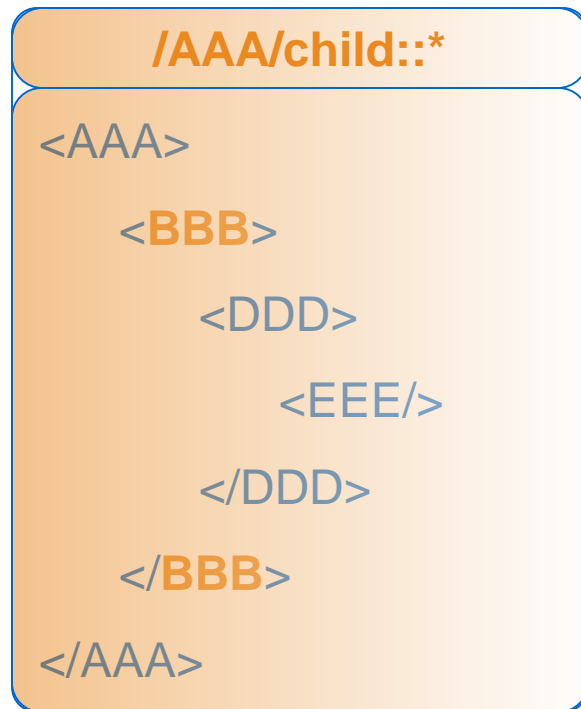 /AAA/child::*
<AAA>
<BBB>
<DDD>
<EEE/>
</DDD>
</BBB>
</AAA>